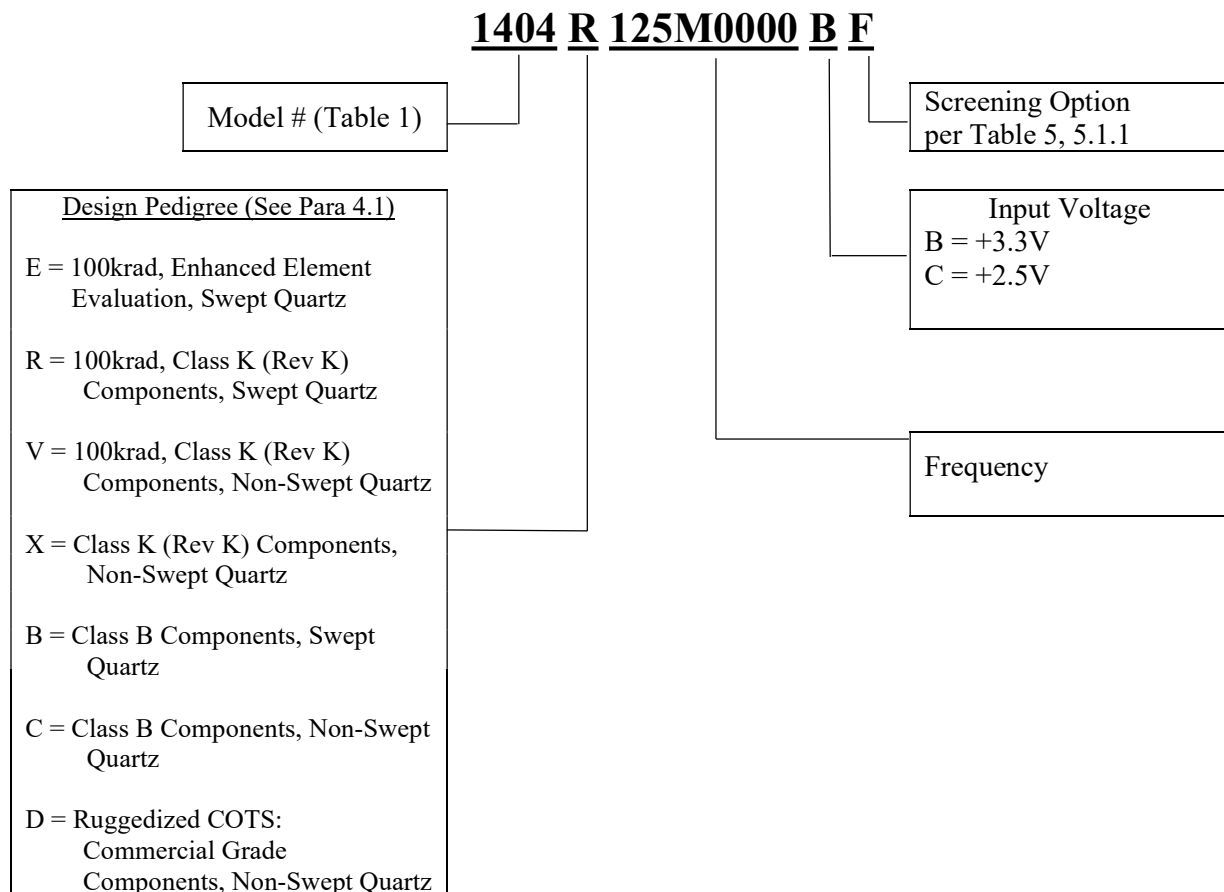 1404 R 125M0000 B F
Model # (Table 1)
Screening Option
per Table 5, 5.1.1
Design Pedigree (See Para 4.1)
E = 100krad, Enhanced Element
Evaluation, Swept Quartz
R = 100krad, Class K (Rev K)
Components, Swept Quartz
V = 100krad, Class K (Rev K)
Components, Non-Swept Quartz
X = Class K (Rev K) Components,
Non-Swept Quartz
B = Class B Components, Swept
Quartz
C = Class B Components, Non-Swept
Quartz
D = Ruggedized COTS:
Commercial Grade
Components, Non-Swept Quartz
Input Voltage
B = +3.3V
C = +2.5V
Frequency